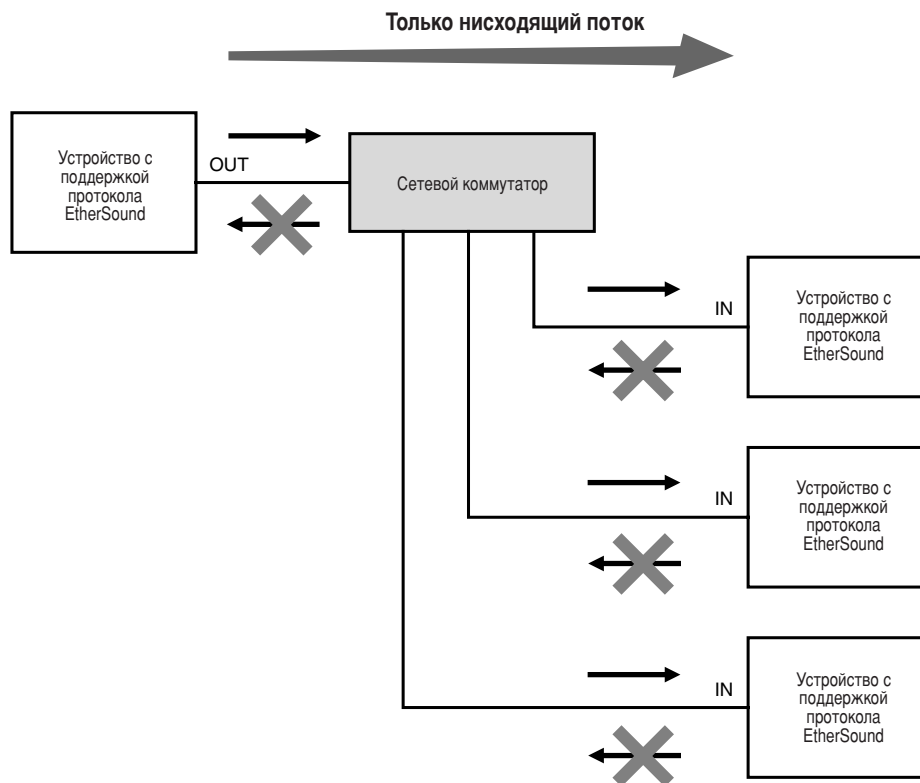 Только нисходящий поток
Устройство с
поддержкой
протокола
EtherSound
OUT
Сетевой коммутатор
IN
Устройство с
поддержкой
протокола
EtherSound
IN
Устройство с
поддержкой
протокола
EtherSound
IN
Устройство с
поддержкой
протокола
EtherSound